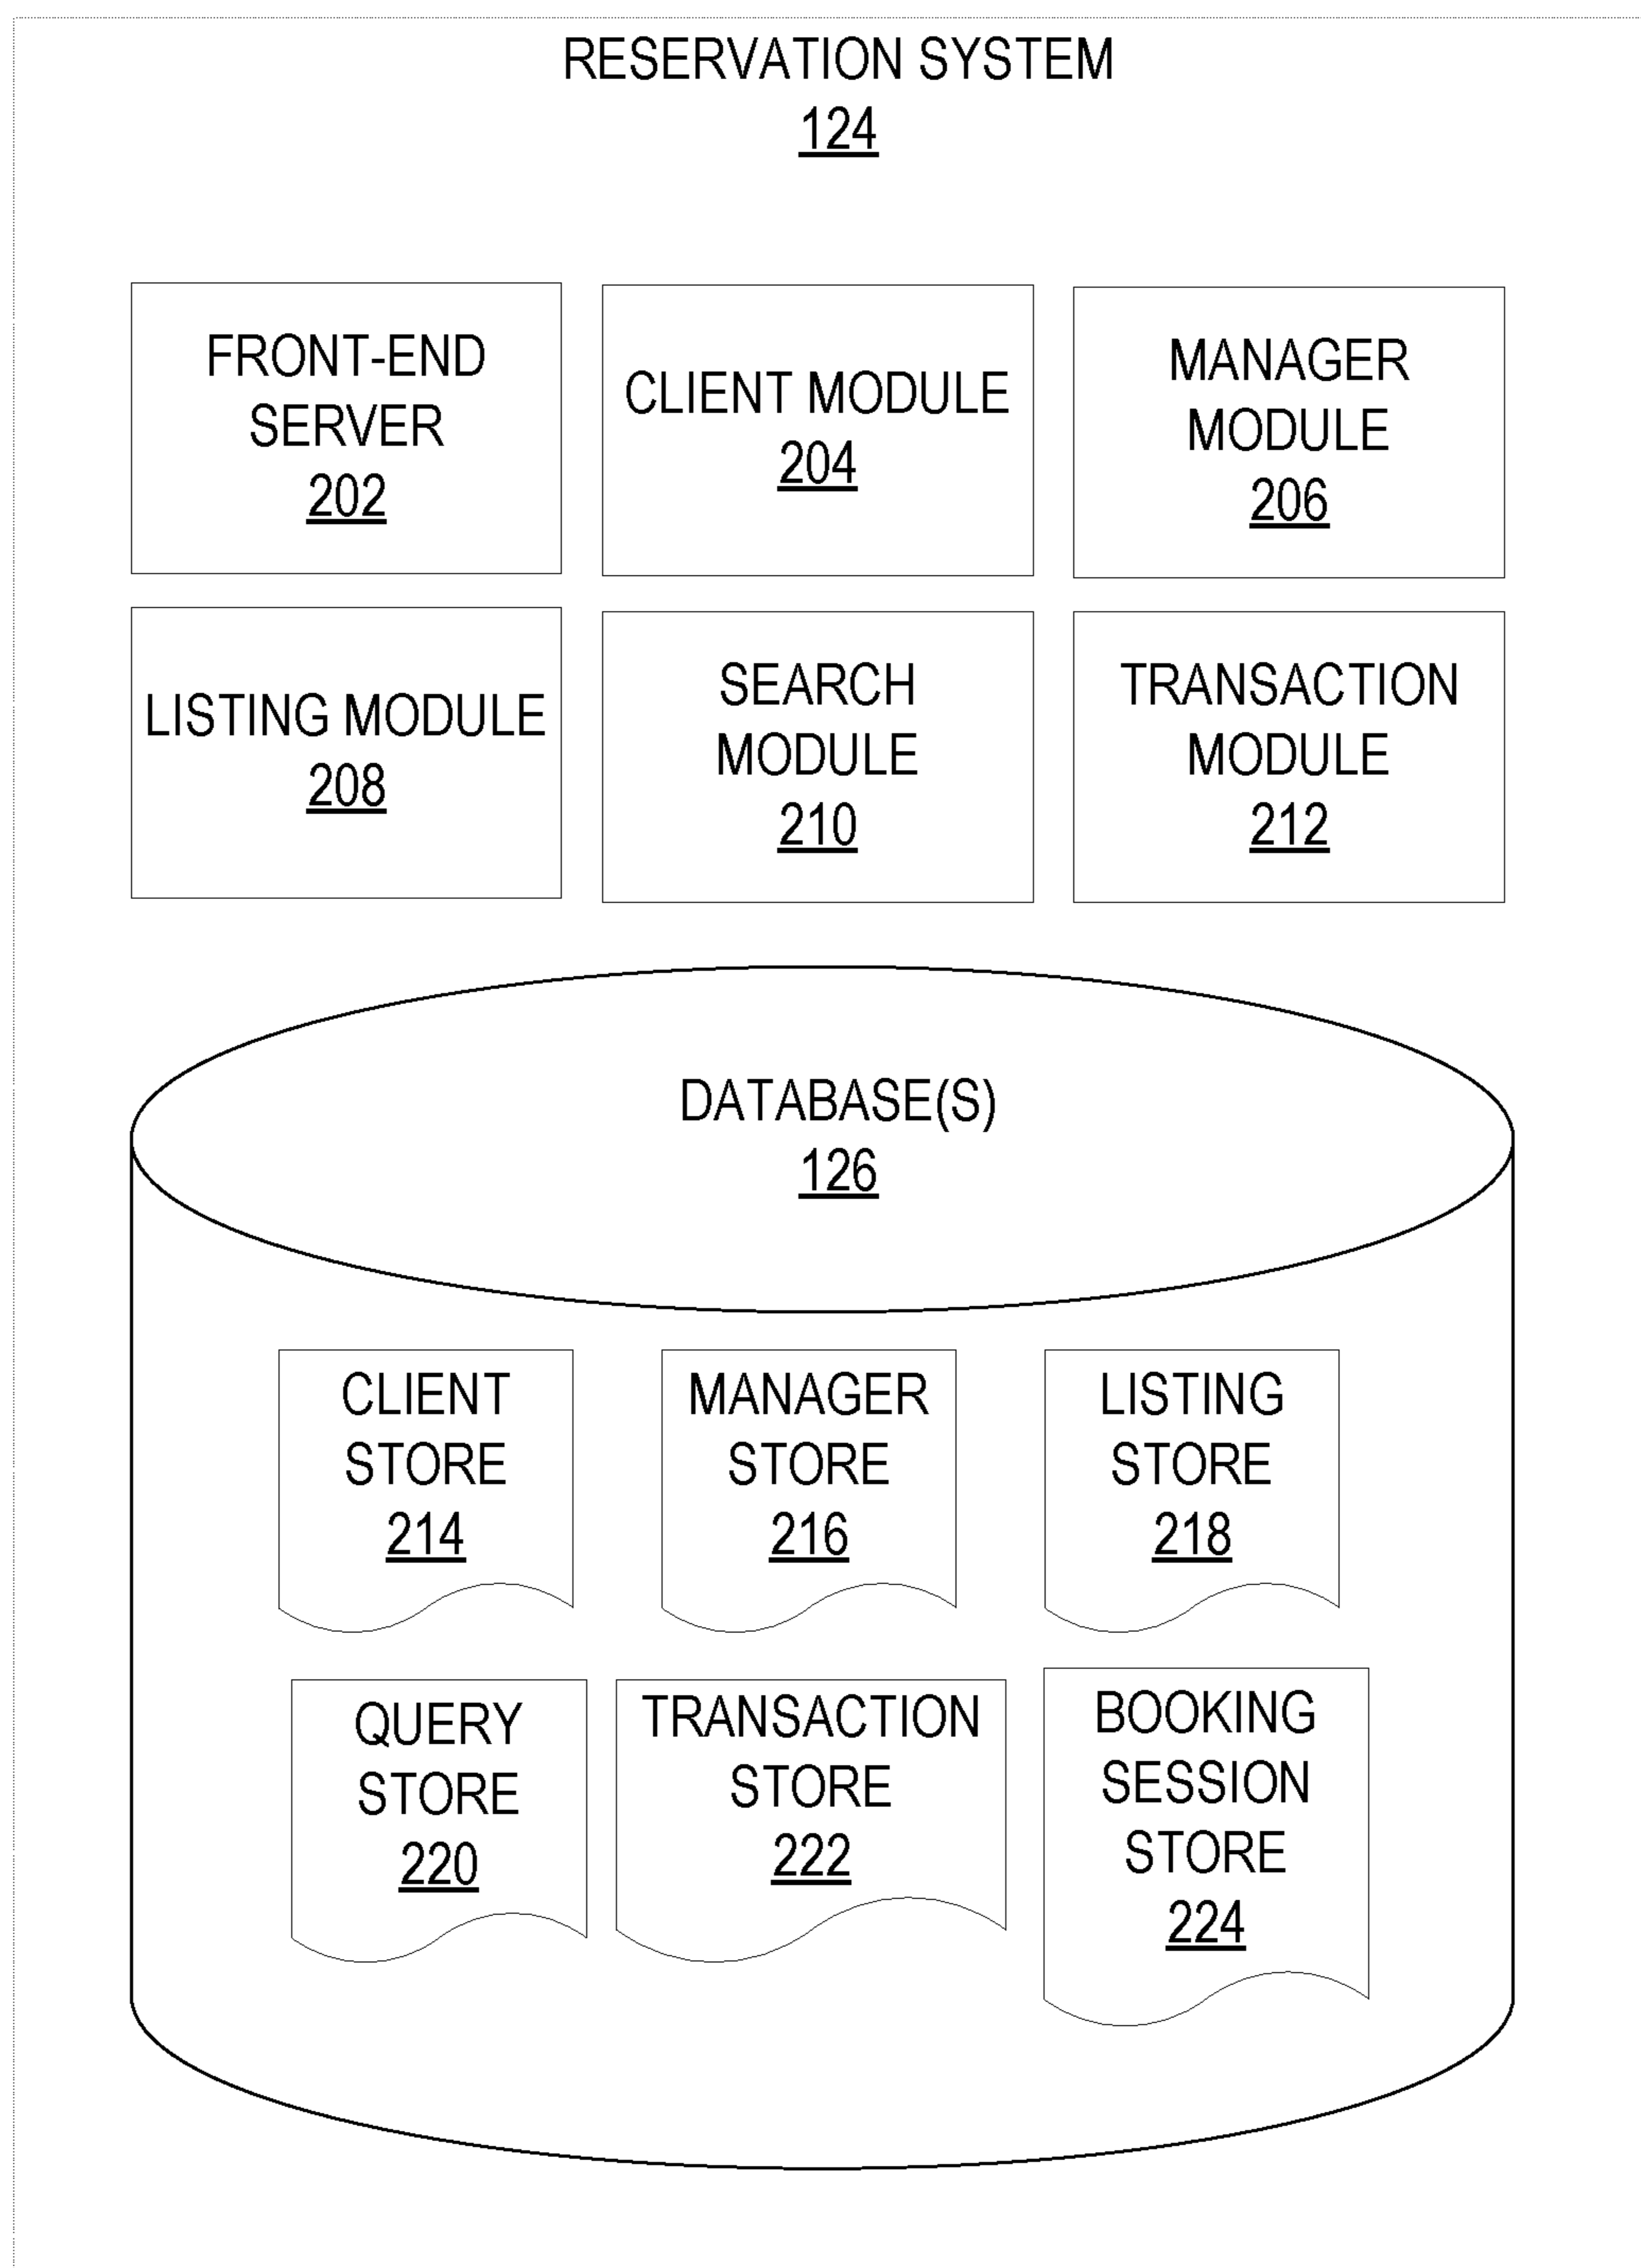 RESERVATION SYSTEM
124
FRONT-END
SERVER
202
CLIENT MODULE
204
MANAGER
MODULE
206
LISTING MODULE
208
SEARCH
MODULE
210
TRANSACTION
MODULE
212
DATABASE(S)
126
CLIENT
STORE
214
MANAGER
STORE
216
LISTING
STORE
218
QUERY
STORE
220
TRANSACTION
STORE
222
BOOKING
SESSION
STORE
224